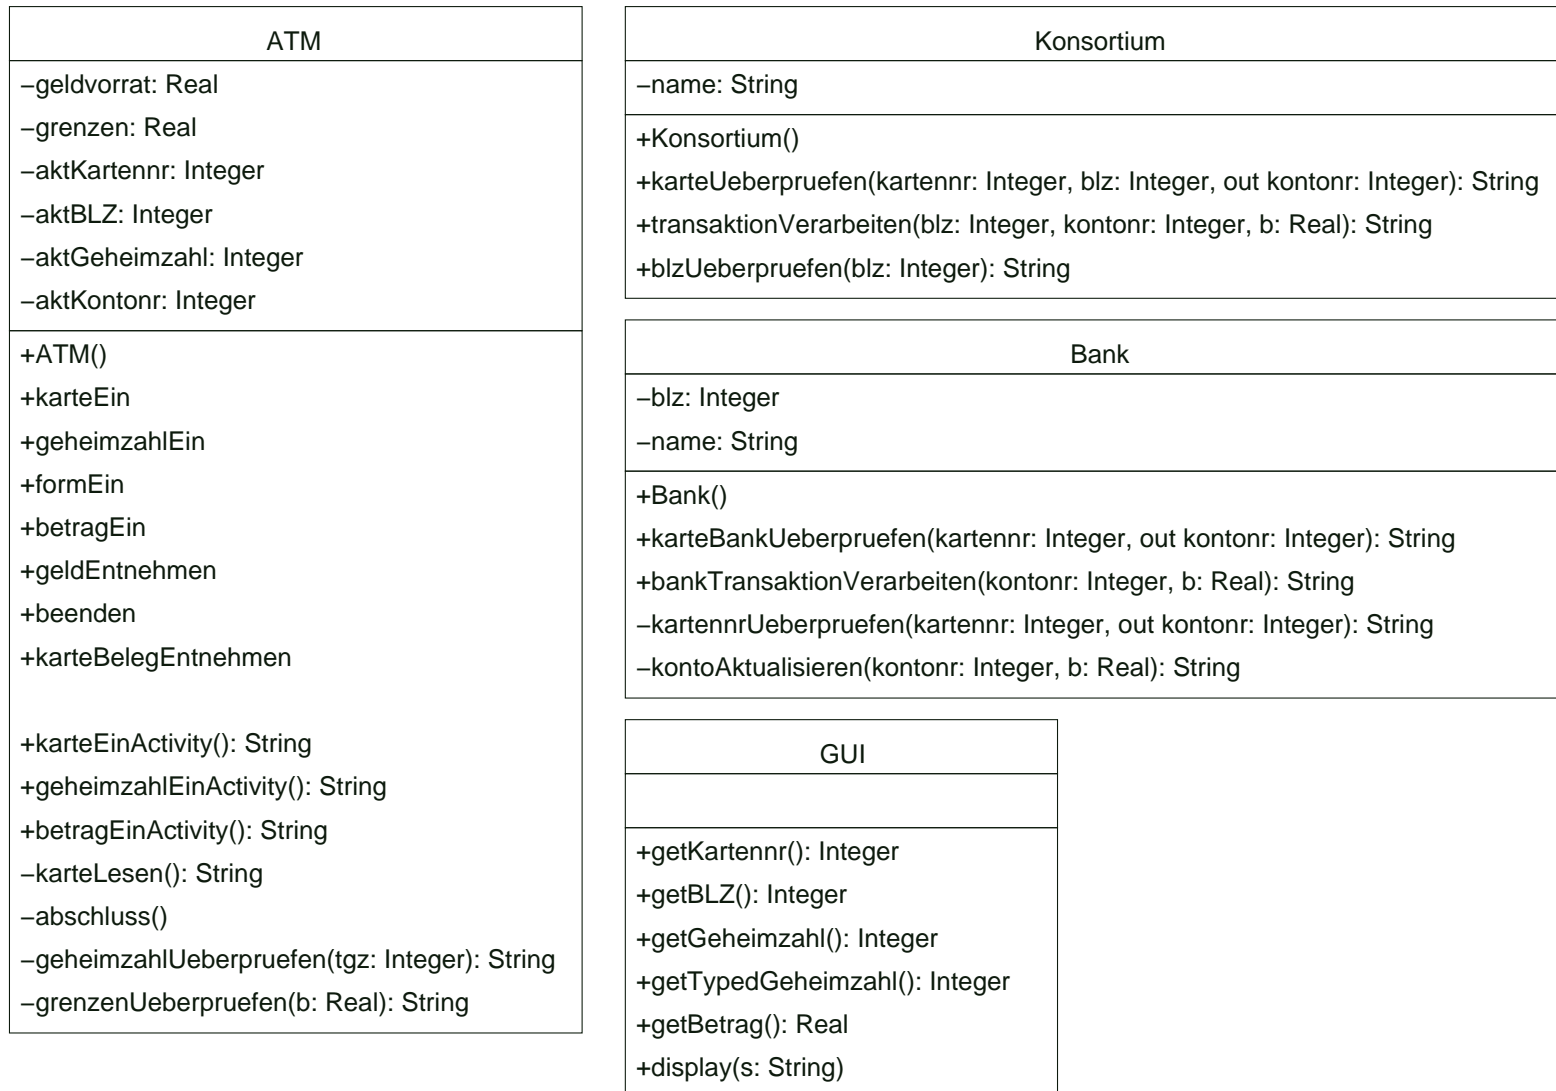 ATM
−geldvorrat: Real
−grenzen: Real
−aktKartennr: Integer
−aktBLZ: Integer
−aktGeheimzahl: Integer
−aktKontonr: Integer
+ATM()
+karteEin
+geheimzahlEin
+formEin
+betragEin
+geldEntnehmen
+beenden
+karteBelegEntnehmen
+karteEinActivity(): String
+geheimzahlEinActivity(): String
+betragEinActivity(): String
−karteLesen(): String
−abschluss()
−geheimzahlUeberpruefen(tgz: Integer): String
−grenzenUeberpruefen(b: Real): String
Konsortium
−name: String
+Konsortium()
+karteUeberpruefen(kartennr: Integer, blz: Integer, out kontonr: Integer): String
+transaktionVerarbeiten(blz: Integer, kontonr: Integer, b: Real): String
+blzUeberpruefen(blz: Integer): String
Bank
−blz: Integer
−name: String
+Bank()
+karteBankUeberpruefen(kartennr: Integer, out kontonr: Integer): String
+bankTransaktionVerarbeiten(kontonr: Integer, b: Real): String
−kartennrUeberpruefen(kartennr: Integer, out kontonr: Integer): String
−kontoAktualisieren(kontonr: Integer, b: Real): String
GUI
+getKartennr(): Integer
+getBLZ(): Integer
+getGeheimzahl(): Integer
+getTypedGeheimzahl(): Integer
+getBetrag(): Real
+display(s: String)